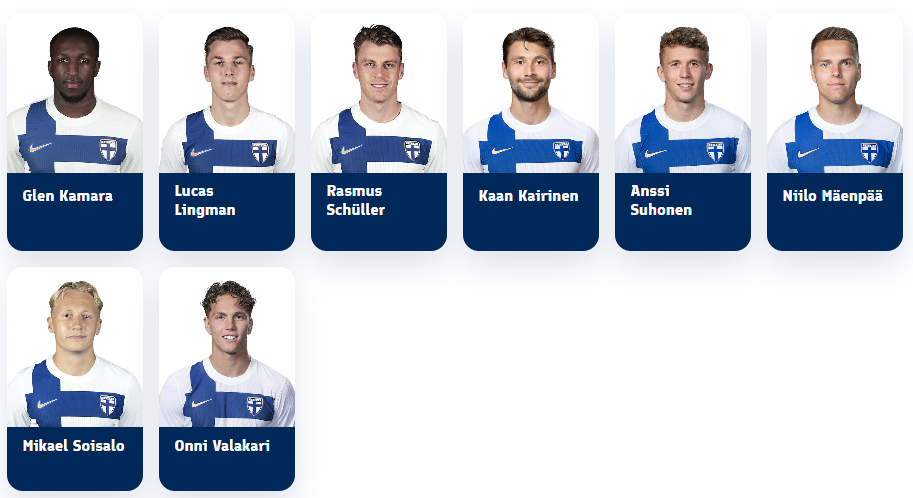 Glen Kamara
Lucas
Lingman
Rasmus
Schüller
Kaan Kairinen
Anssi
Suhonen
Niilo Mäenpää
Mikael Soisalo
Onni Valakari